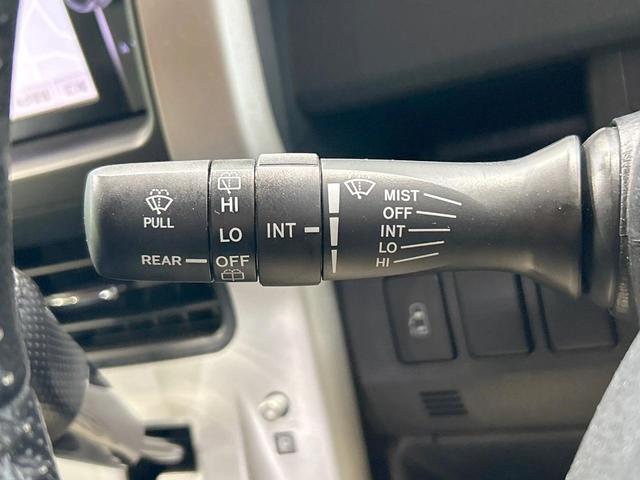 PULL
REAR
HI
LO
OFF
INT
MIST
OFF
INT
LO
HI